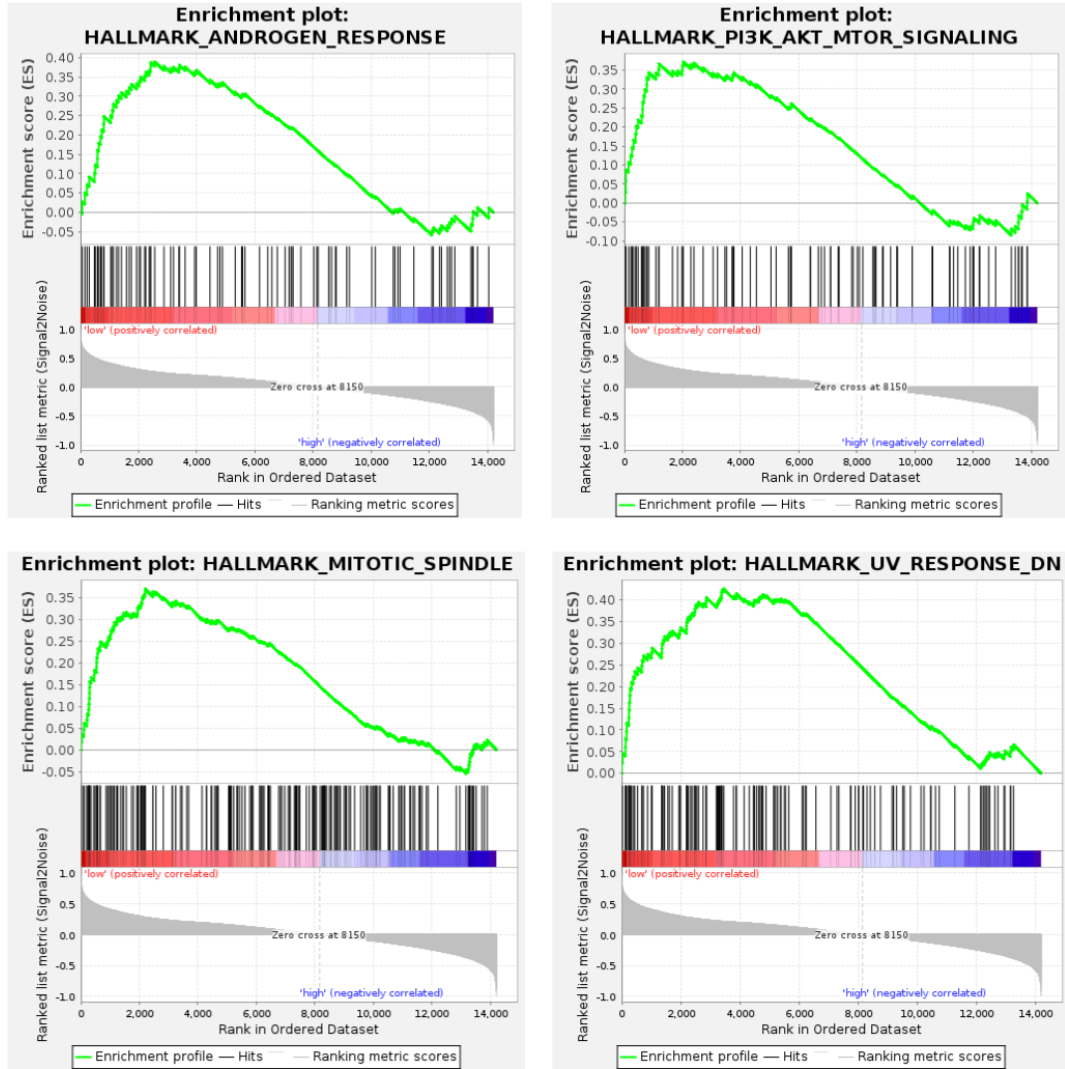 Enrichment plot:
HALLMARK_ANDROGEN_RESPONSE
Enrichment score (ES)
0.40
0.35
0.30
0.25
0.20
0.15
0.10
0.05
0.00
-0.05
Ranked list metric (Signal2Noise)
'low' (positively correlated)
1.0
0.5
0.0
-0.5
-1.0
Zero cross at 8150
'high' (negatively correlated)
0 2,000 4,000 6,000 8,000 10,000 12,000 14,000
Rank in Ordered Dataset
Enrichment profile Hits Ranking metric scores
Enrichment plot:
HALLMARK_PI3K_AKT_MTOR_SIGNALING
Enrichment score (ES)
0.35
0.30
0.25
0.20
0.15
0.10
0.05
0.00
-0.05
-0.10
Ranked list metric (Signal2Noise)
'low' (positively correlated)
1.0
0.5
0.0
-0.5
-1.0
Zero cross at 8150
'high' (negatively correlated)
0 2,000 4,000 6,000 8,000 10,000 12,000 14,000
Rank in Ordered Dataset
Enrichment profile Hits Ranking metric scores
Enrichment plot: HALLMARK_MITOTIC_SPINDLE
Enrichment score (ES)
0.35
0.30
0.25
0.20
0.15
0.10
0.05
0.00
-0.05
Ranked list metric (Signal2Noise)
'low' (positively correlated)
1.0
0.5
0.0
-0.5
-1.0
Zero cross at 8150
'high' (negatively correlated)
0 2,000 4,000 6,000 8,000 10,000 12,000 14,000
Rank in Ordered Dataset
Enrichment profile Hits Ranking metric scores
Enrichment plot: HALLMARK_UV_RESPONSE_DN
Enrichment score (ES)
0.40
0.35
0.30
0.25
0.20
0.15
0.10
0.05
0.00
Ranked list metric (Signal2Noise)
'low' (positively correlated)
1.0
0.5
0.0
-0.5
-1.0
Zero cross at 8150
'high' (negatively correlated)
0 2,000 4,000 6,000 8,000 10,000 12,000 14,000
Rank in Ordered Dataset
Enrichment profile Hits Ranking metric scores